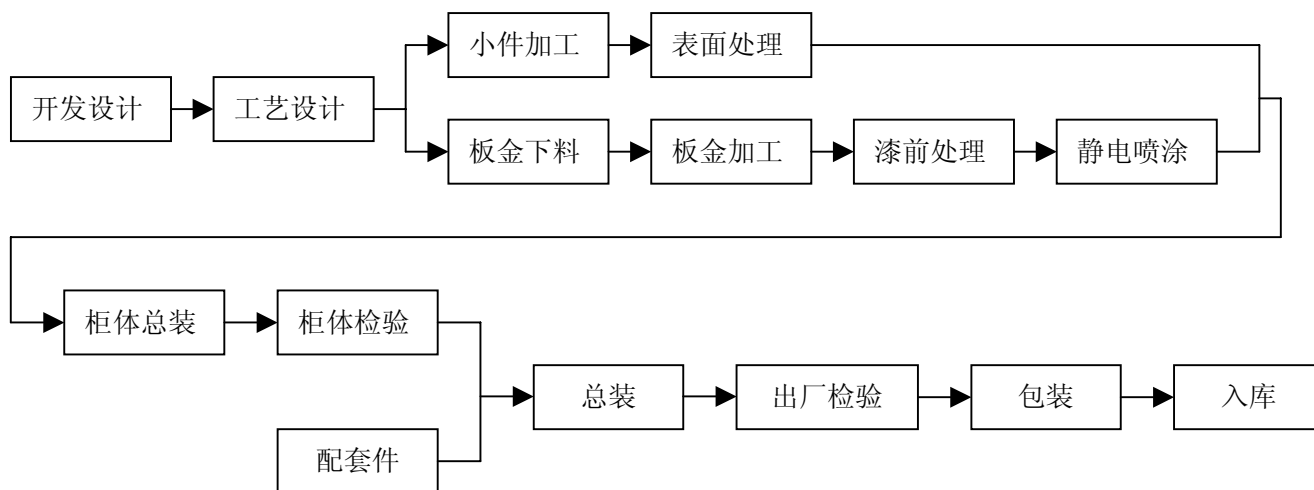 小件加工
表面处理
开发设计
工艺设计
板金下料
板金加工
漆前处理
静电喷涂
柜体总装
柜体检验
总装
出厂检验
包装
入库
配套件